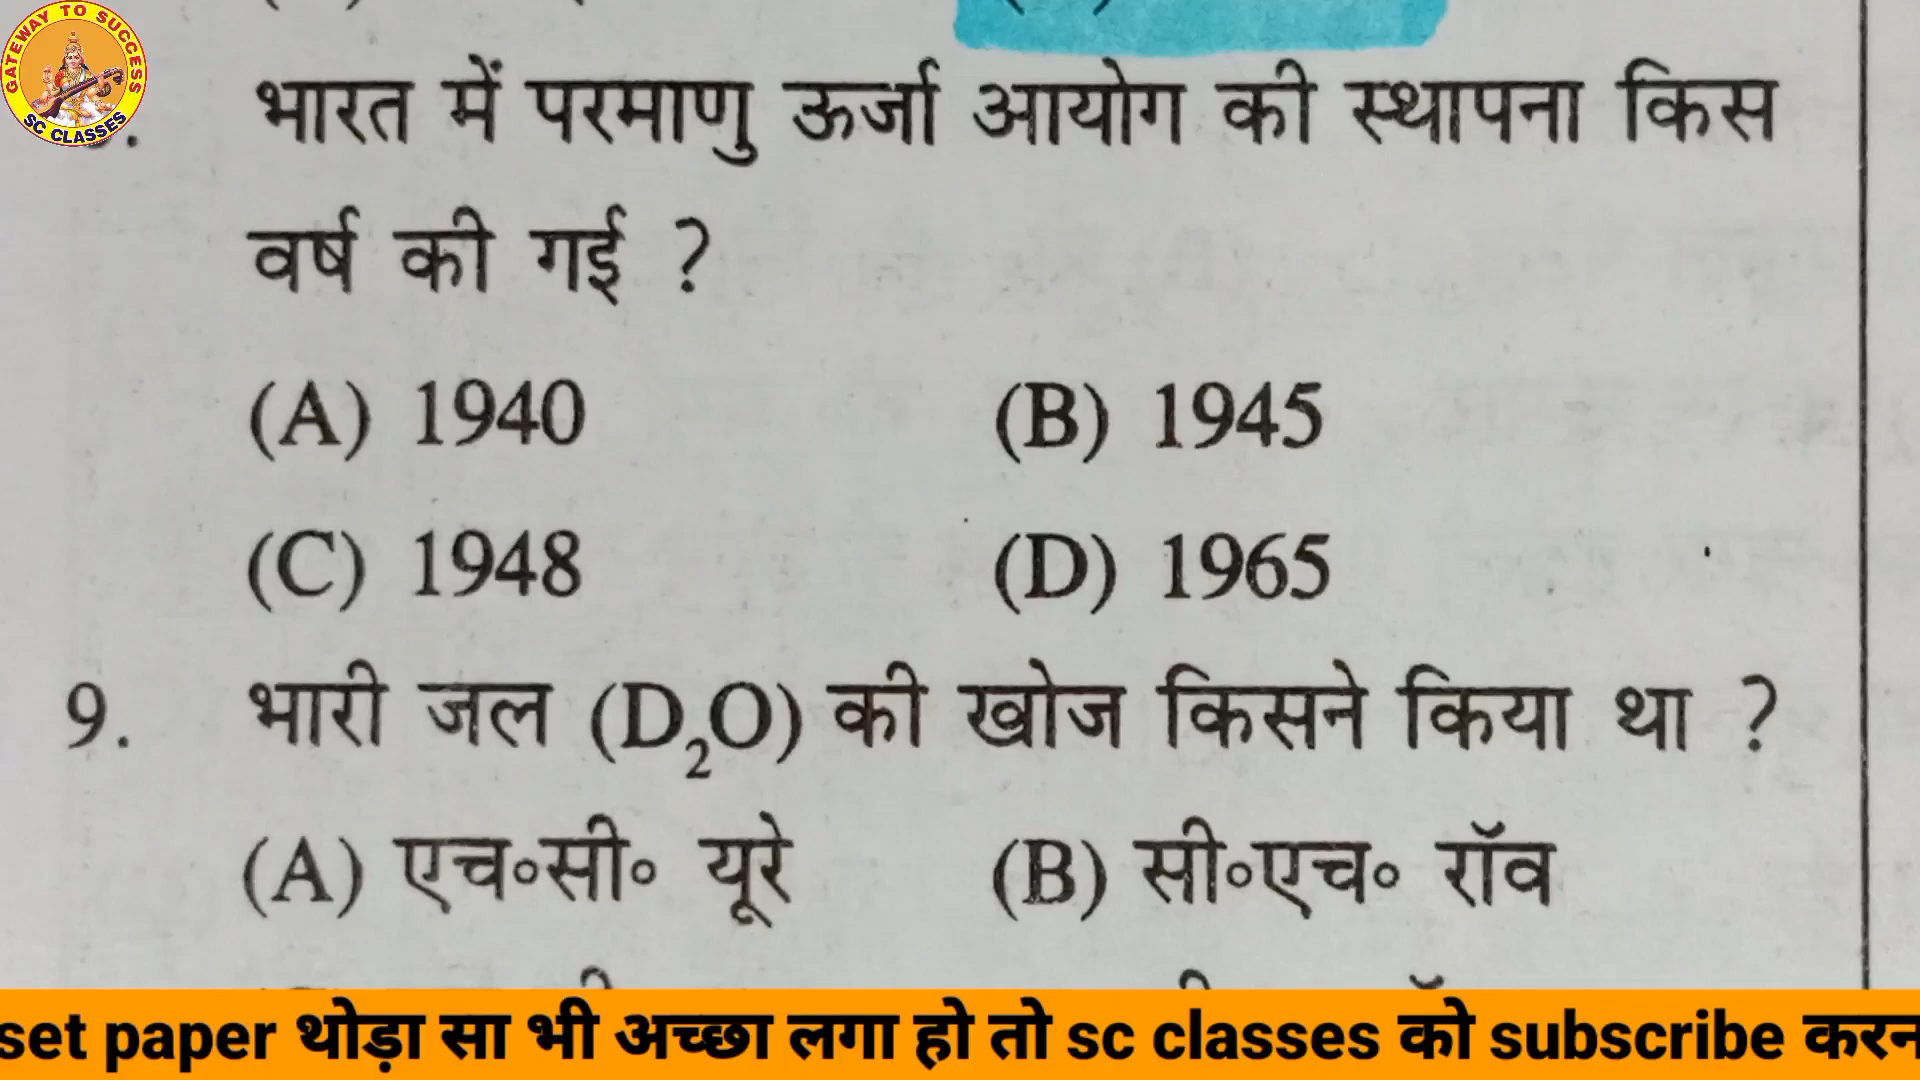 GATEWAY TO SUCCESS
SC CLASSES
भारत में परमाणु ऊर्जा आयोग की स्थापना किस
वर्ष की गई ?
(A) 1940 (B) 1945
(C) 1948 (D) 1965
9. भारी जल (D₂O) की खोज किसने किया था ?
(A) एच॰सी॰ यूरे (B) सी॰एच॰ रॉव
set paper थोड़ा सा भी अच्छा लगा हो तो sc classes को subscribe करन